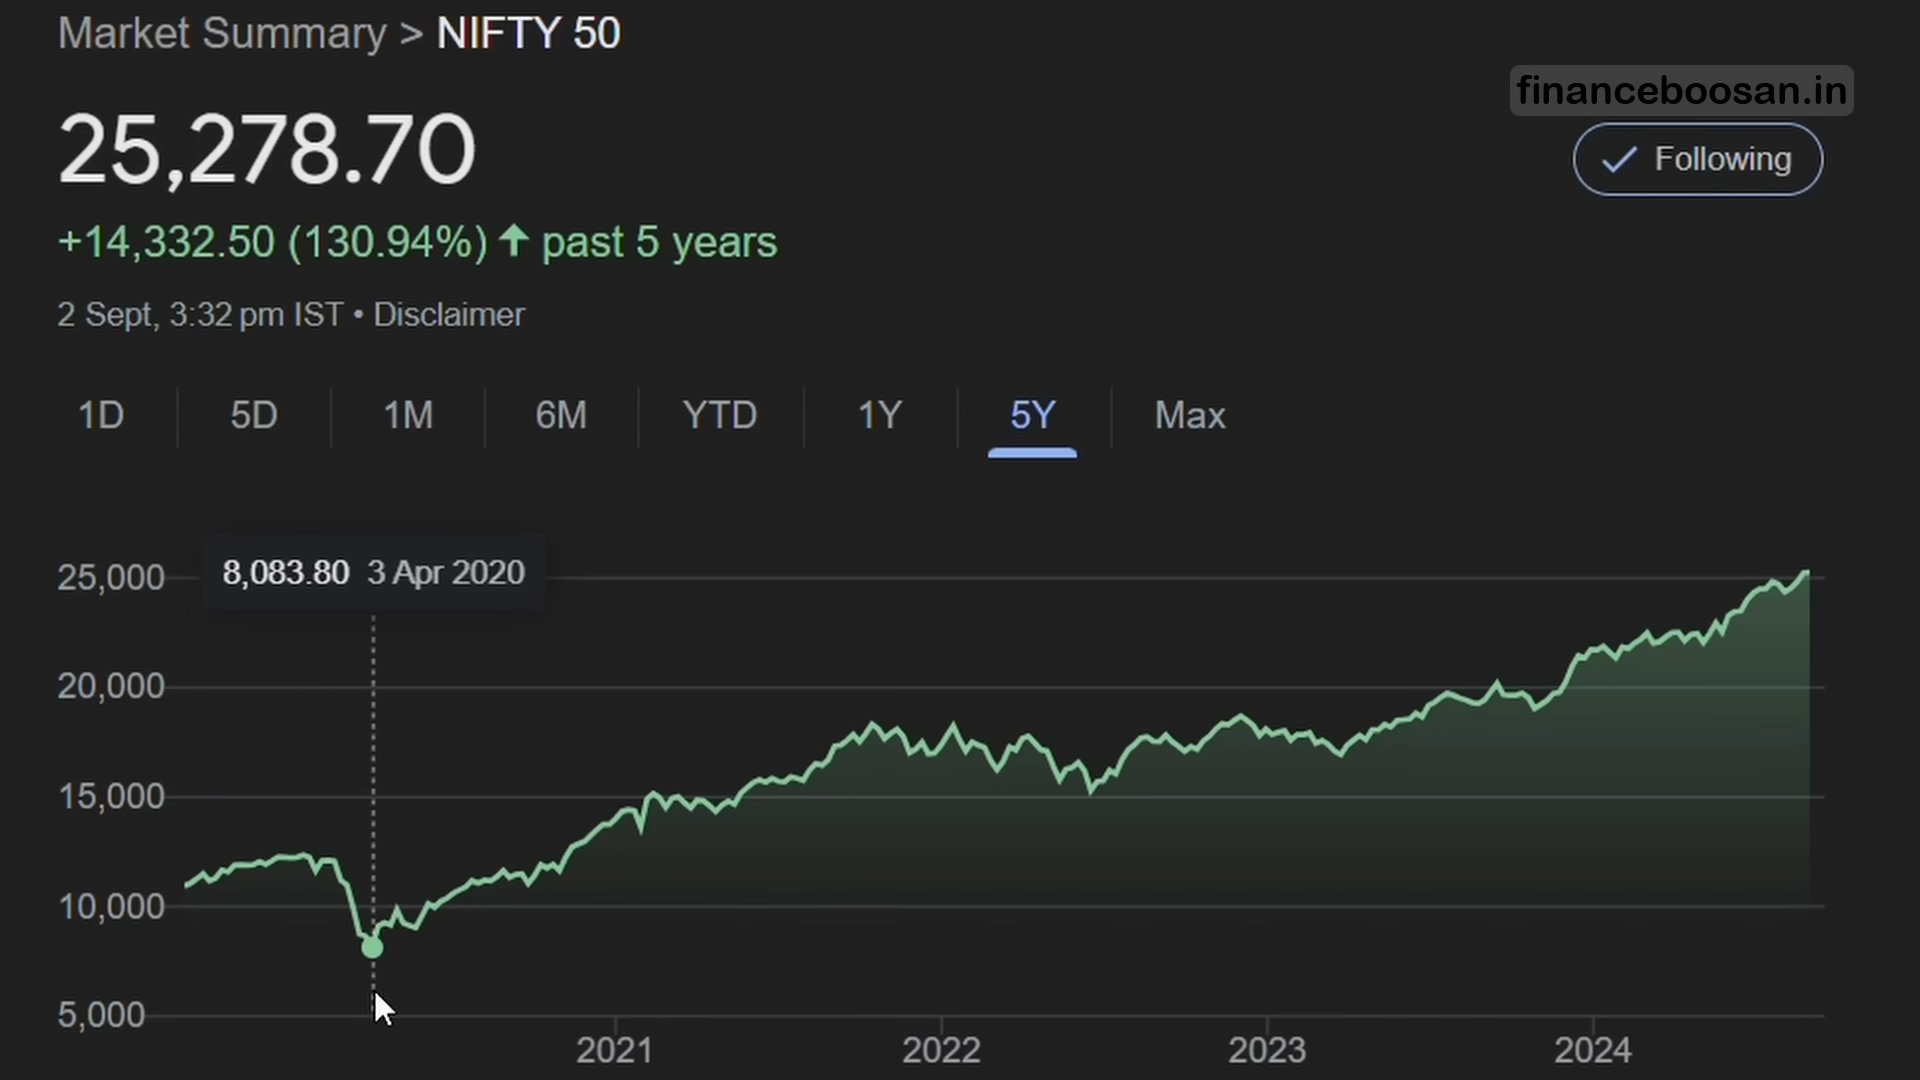 Market Summary > NIFTY 50
financeboosan.in
25,278.70
Following
+14,332.50 (130.94%) ↑ past 5 years
2 Sept, 3:32 pm IST • Disclaimer
1D 5D 1M 6M YTD 1Y 5Y Max
8,083.80 3 Apr 2020
25,000
20,000
15,000
10,000
5,000
2021 2022 2023 2024